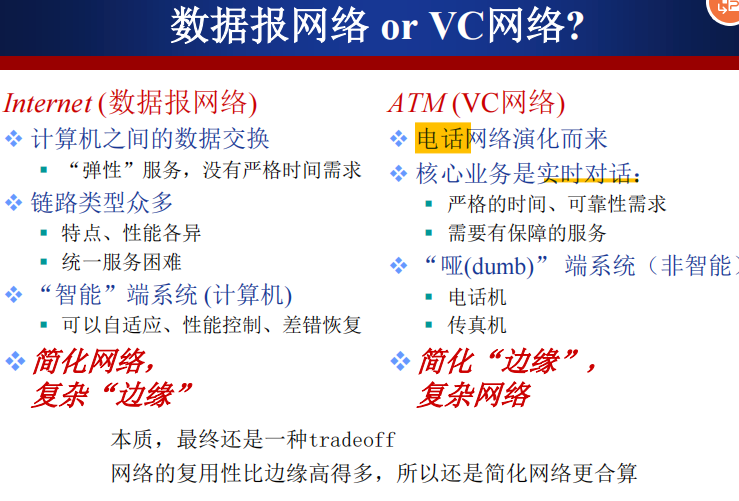 数据报网络 or VC网络?
Internet (数据报网络)
计算机之间的数据交换
“弹性”服务，没有严格时间需求
链路类型众多
特点、性能各异
统一服务困难
“智能”端系统 (计算机)
可以自适应、性能控制、差错恢复
简化网络，
复杂“边缘”
ATM (VC网络)
电话网络演化而来
核心业务是实时对话：
严格的时间、可靠性需求
需要有保障的服务
“哑(dumb)” 端系统（非智能）
电话机
传真机
简化“边缘”，
复杂网络
本质，最终还是一种tradeoff
网络的复用性比边缘高得多，所以还是简化网络更合算